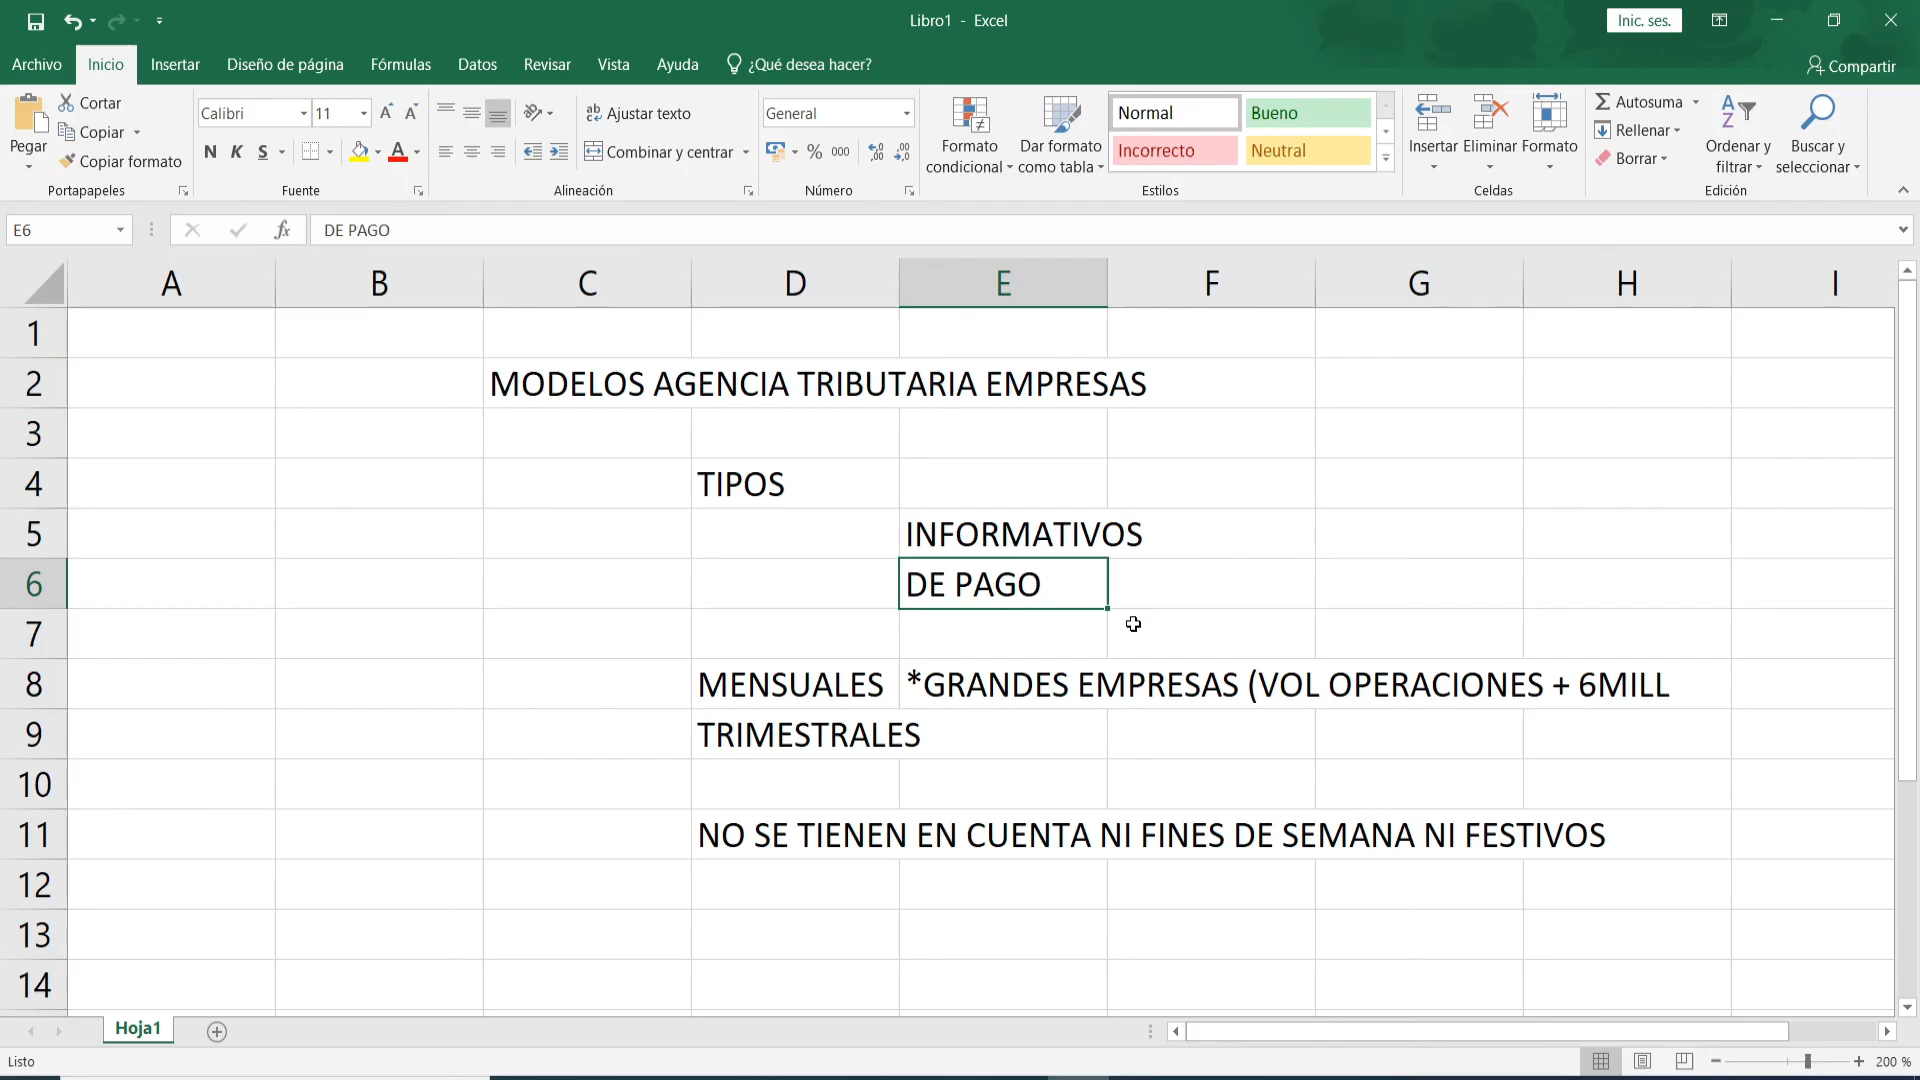 Libro1 - Excel
Inic. ses.
Archivo Inicio Insertar Diseño de página Fórmulas Datos Revisar Vista Ayuda ¿Qué desea hacer? Compartir
Pegar Cortar Copiar Copiar formato Portapapeles
Calibri 11 A A N K S A Fuente
ab Ajustar texto Combinar y centrar Alineación
General % 000 ,00 ,0 Número
Formato condicional Dar formato como tabla Normal Bueno Incorrecto Neutral Estilos
Insertar Eliminar Formato Celdas
Autosuma Rellenar Borrar Ordenar y filtrar Buscar y seleccionar Edición
E6 fx DE PAGO
A B C D E F G H I
1
2 MODELOS AGENCIA TRIBUTARIA EMPRESAS
3
4 TIPOS
5 INFORMATIVOS
6 DE PAGO
7
8 MENSUALES *GRANDES EMPRESAS (VOL OPERACIONES + 6MILL
9 TRIMESTRALES
10
11 NO SE TIENEN EN CUENTA NI FINES DE SEMANA NI FESTIVOS
12
13
14
Hoja1
Listo 200 %